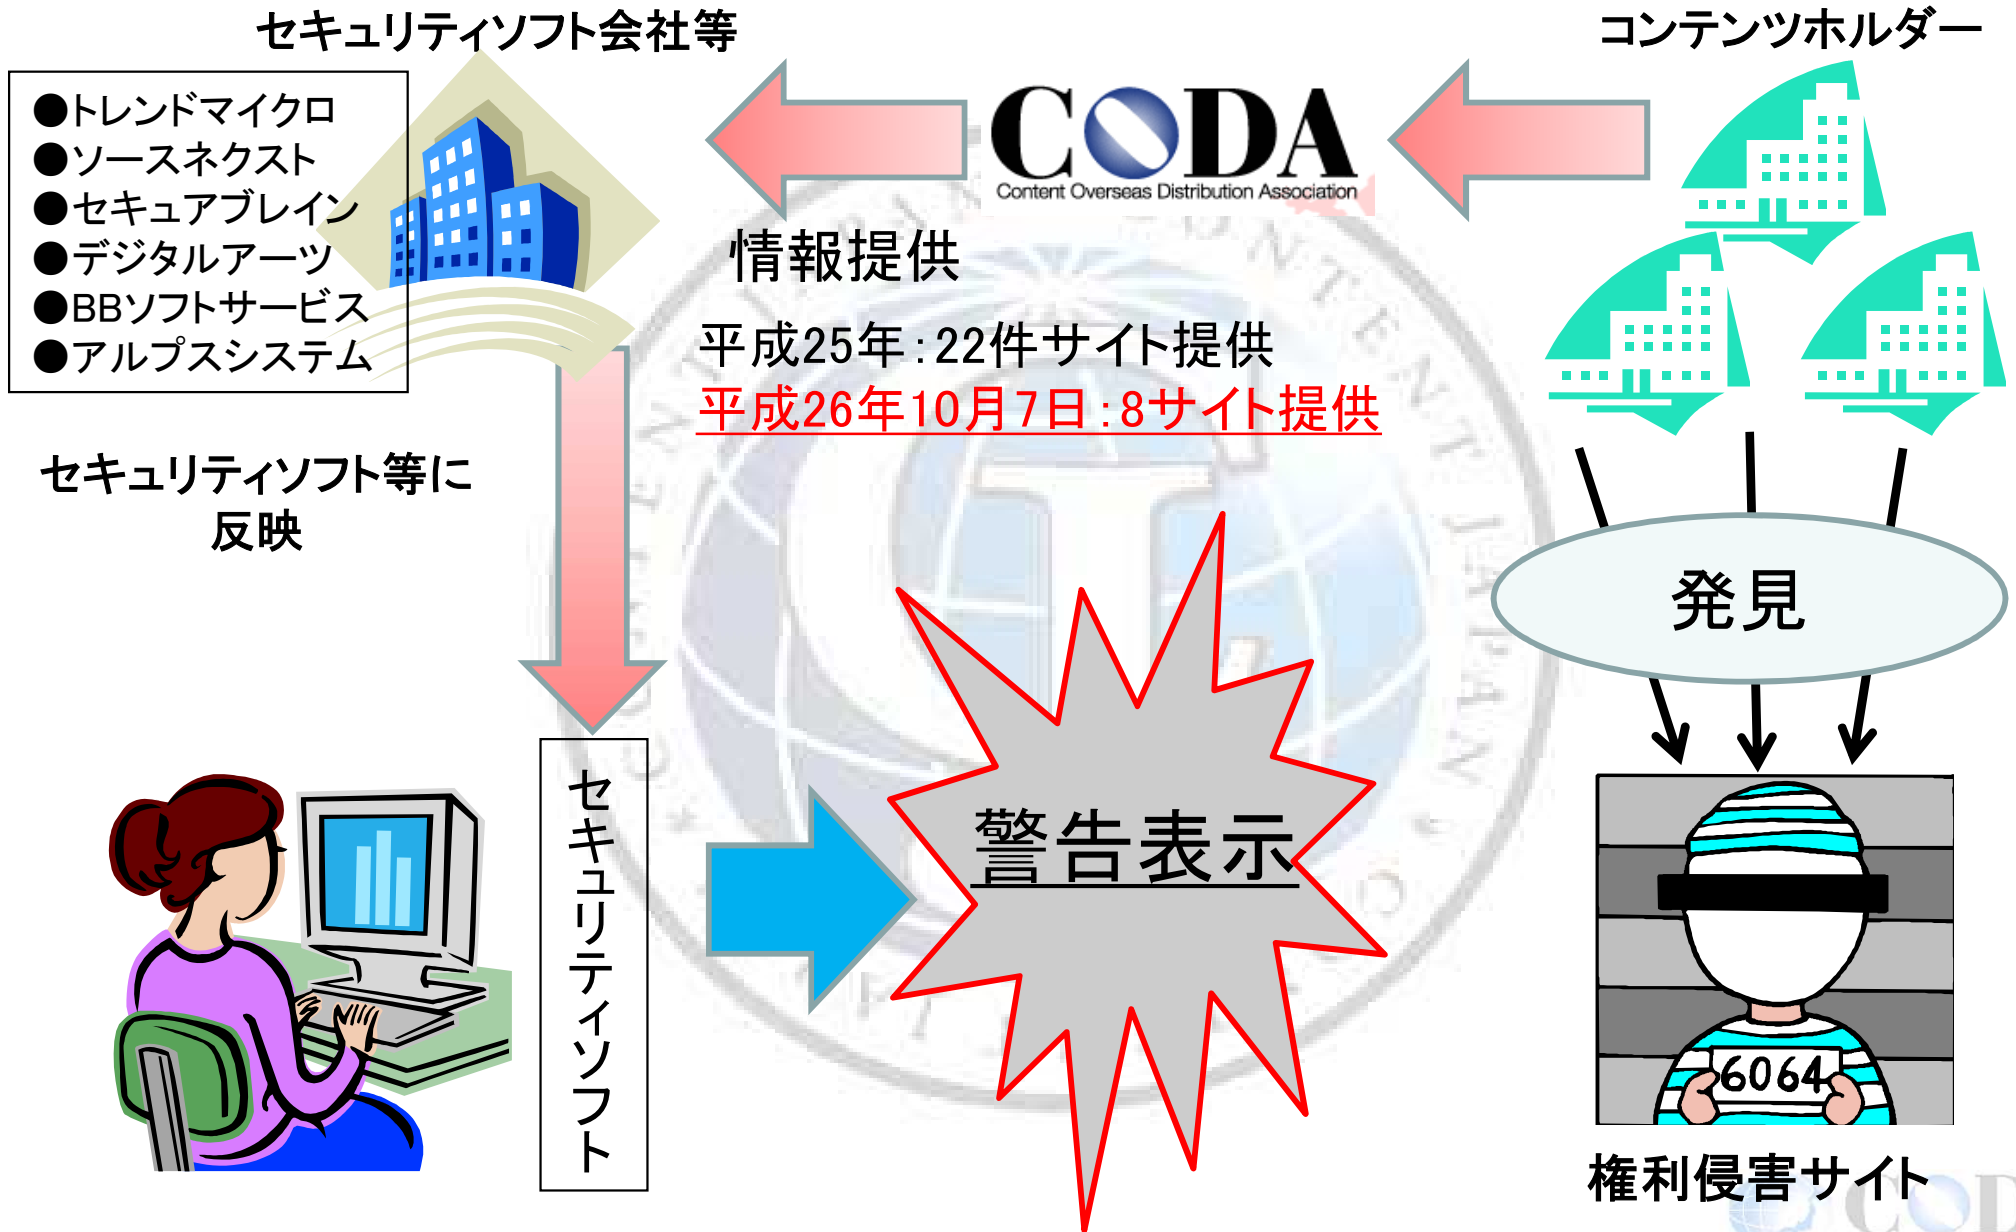 セキュリティソフト会社等
コンテンツホルダー
●トレンドマイクロ
●ソースネクスト
●セキュアブレイン
●デジタルアーツ
●BBソフトサービス
●アルプスシステム
CODA
Content Overseas Distribution Association
情報提供
平成25年:22件サイト提供
平成26年10月7日:8サイト提供
セキュリティソフト等に
反映
発見
セキュリティソフト
警告表示
6064
権利侵害サイト